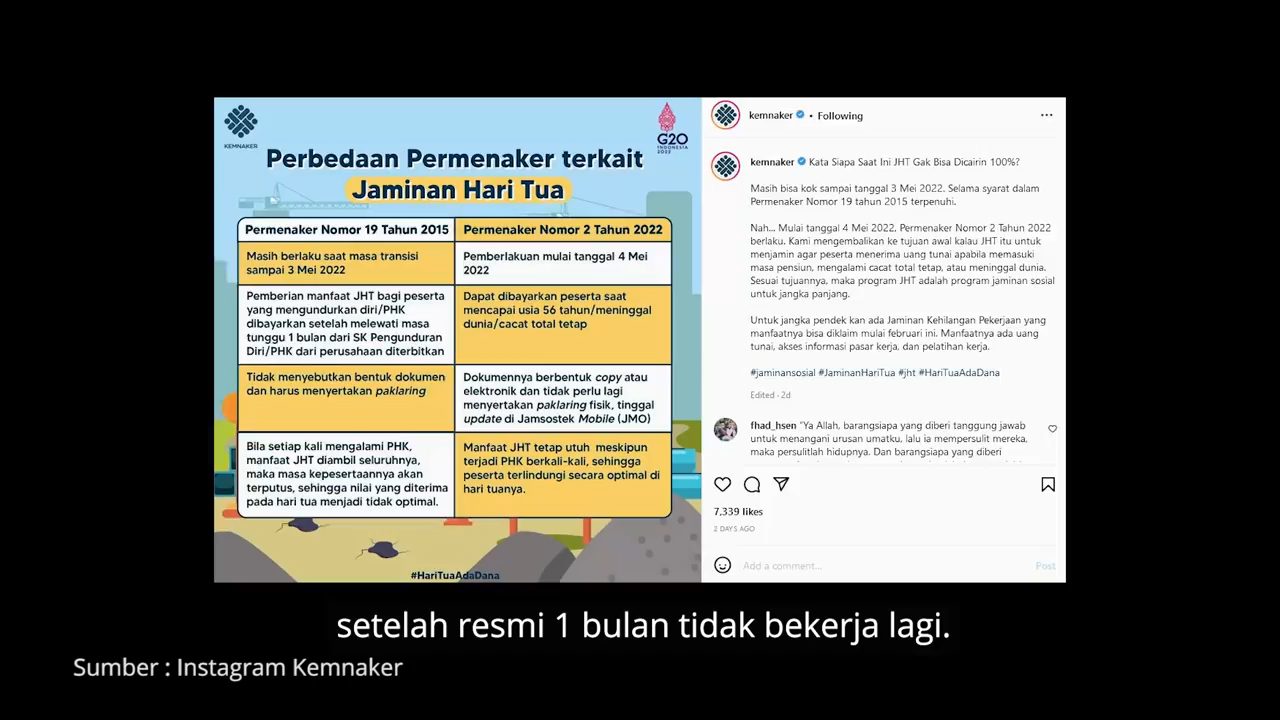 KEMNAKER
G20
INDONESIA
2022
Perbedaan Permenaker terkait
Jaminan Hari Tua
Permenaker Nomor 19 Tahun 2015
Permenaker Nomor 2 Tahun 2022
Masih berlaku saat masa transisi
sampai 3 Mei 2022
Pemberlakuan mulai tanggal 4 Mei
2022
Pemberian manfaat JHT bagi peserta
yang mengundurkan diri/PHK
dibayarkan setelah melewati masa
tunggu 1 bulan dari SK Pengunduran
Diri/PHK dari perusahaan diterbitkan
Dapat dibayarkan peserta saat
mencapai usia 56 tahun/meninggal
dunia/cacat total tetap
Tidak menyebutkan bentuk dokumen
dan harus menyertakan paklaring
Dokumennya berbentuk copy atau
elektronik dan tidak perlu lagi
menyertakan paklaring fisik, tinggal
update di Jamsostek Mobile (JMO)
Bila setiap kali mengalami PHK,
manfaat JHT diambil seluruhnya,
maka masa kepesertaannya akan
terputus, sehingga nilai yang diterima
pada hari tua menjadi tidak optimal.
Manfaat JHT tetap utuh meskipun
terjadi PHK berkali-kali, sehingga
peserta terlindungi secara optimal di
hari tuanya.
#HariTuaAdaDana
kemnaker • Following
kemnaker Kata Siapa Saat Ini JHT Gak Bisa Dicairin 100%?
Masih bisa kok sampai tanggal 3 Mei 2022. Selama syarat dalam
Permenaker Nomor 19 tahun 2015 terpenuhi.
Nah... Mulai tanggal 4 Mei 2022, Permenaker Nomor 2 Tahun 2022
berlaku. Kami mengembalikan ke tujuan awal kalau JHT itu untuk
menjamin agar peserta menerima uang tunai apabila memasuki
masa pensiun, mengalami cacat total tetap, atau meninggal dunia.
Sesuai tujuannya, maka program JHT adalah program jaminan sosial
untuk jangka panjang.
Untuk jangka pendek kan ada Jaminan Kehilangan Pekerjaan yang
manfaatnya bisa diklaim mulai februari ini. Manfaatnya ada uang
tunai, akses informasi pasar kerja, dan pelatihan kerja.
#jaminansosial #JaminanHariTua #jht #HariTuaAdaDana
Edited · 2d
fhad_hsen "Ya Allah, barangsiapa yang diberi tanggung jawab
untuk menangani urusan umatku, lalu ia mempersulit mereka,
maka persulitlah hidupnya. Dan barangsiapa yang diberi
7,339 likes
2 DAYS AGO
Add a comment...
Post
setelah resmi 1 bulan tidak bekerja lagi.
Sumber : Instagram Kemnaker